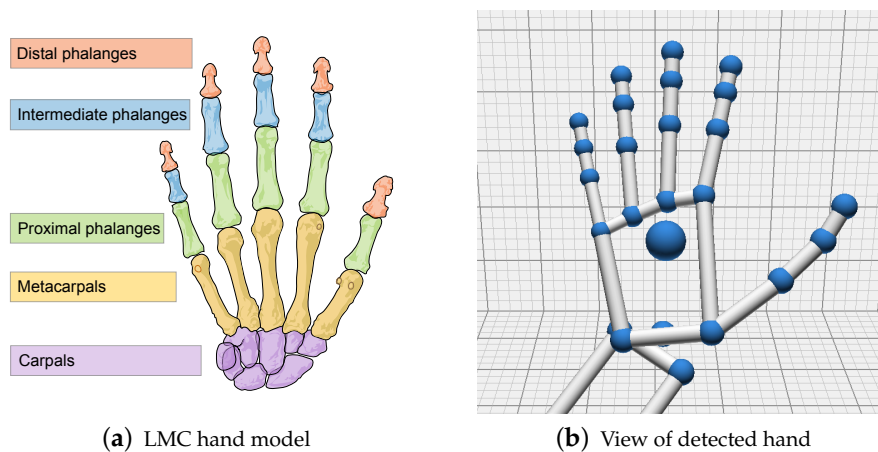 Distal phalanges
Intermediate phalanges
Proximal phalanges
Metacarpals
Carpals
(a) LMC hand model
(b) View of detected hand